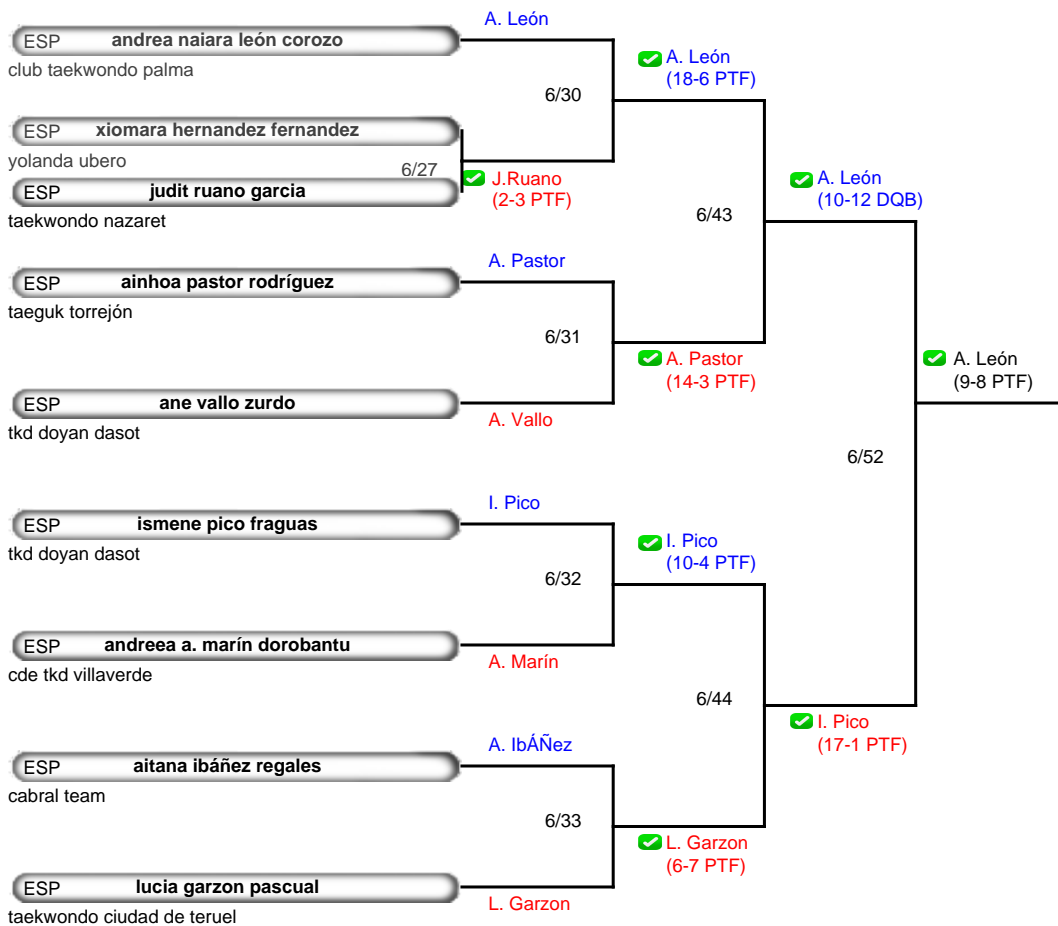 A. León
ESP andrea naiara león corozo
club taekwondo palma
A. León
(18-6 PTF)
6/30
ESP xiomara hernandez fernandez
yolanda ubero
6/27
J.Ruano
(2-3 PTF)
ESP judit ruano garcia
taekwondo nazaret
A. León
(10-12 DQB)
6/43
A. Pastor
ESP ainhoa pastor rodríguez
taeguk torrejón
6/31
A. Pastor
(14-3 PTF)
A. León
(9-8 PTF)
ESP ane vallo zurdo
tkd doyan dasot
A. Vallo
6/52
I. Pico
ESP ismene pico fraguas
tkd doyan dasot
I. Pico
(10-4 PTF)
6/32
ESP andreea a. marín dorobantu
cde tkd villaverde
A. Marín
6/44
I. Pico
(17-1 PTF)
A. IbÁÑez
ESP aitana ibáñez regales
cabral team
6/33
L. Garzon
(6-7 PTF)
ESP lucia garzon pascual
taekwondo ciudad de teruel
L. Garzon